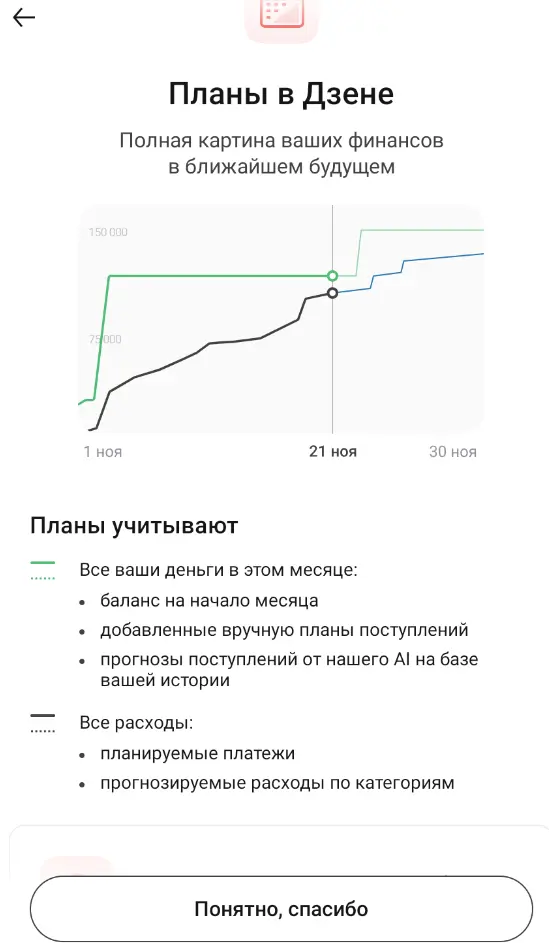 Планы в Дзене
Полная картина ваших финансов
в ближайшем будущем
150 000
75 000
1 ноя
21 ноя
30 ноя
Планы учитывают
Все ваши деньги в этом месяце:
• баланс на начало месяца
• добавленные вручную планы поступлений
• прогнозы поступлений от нашего AI на базе
вашей истории
Все расходы:
• планируемые платежи
• прогнозируемые расходы по категориям
Понятно, спасибо